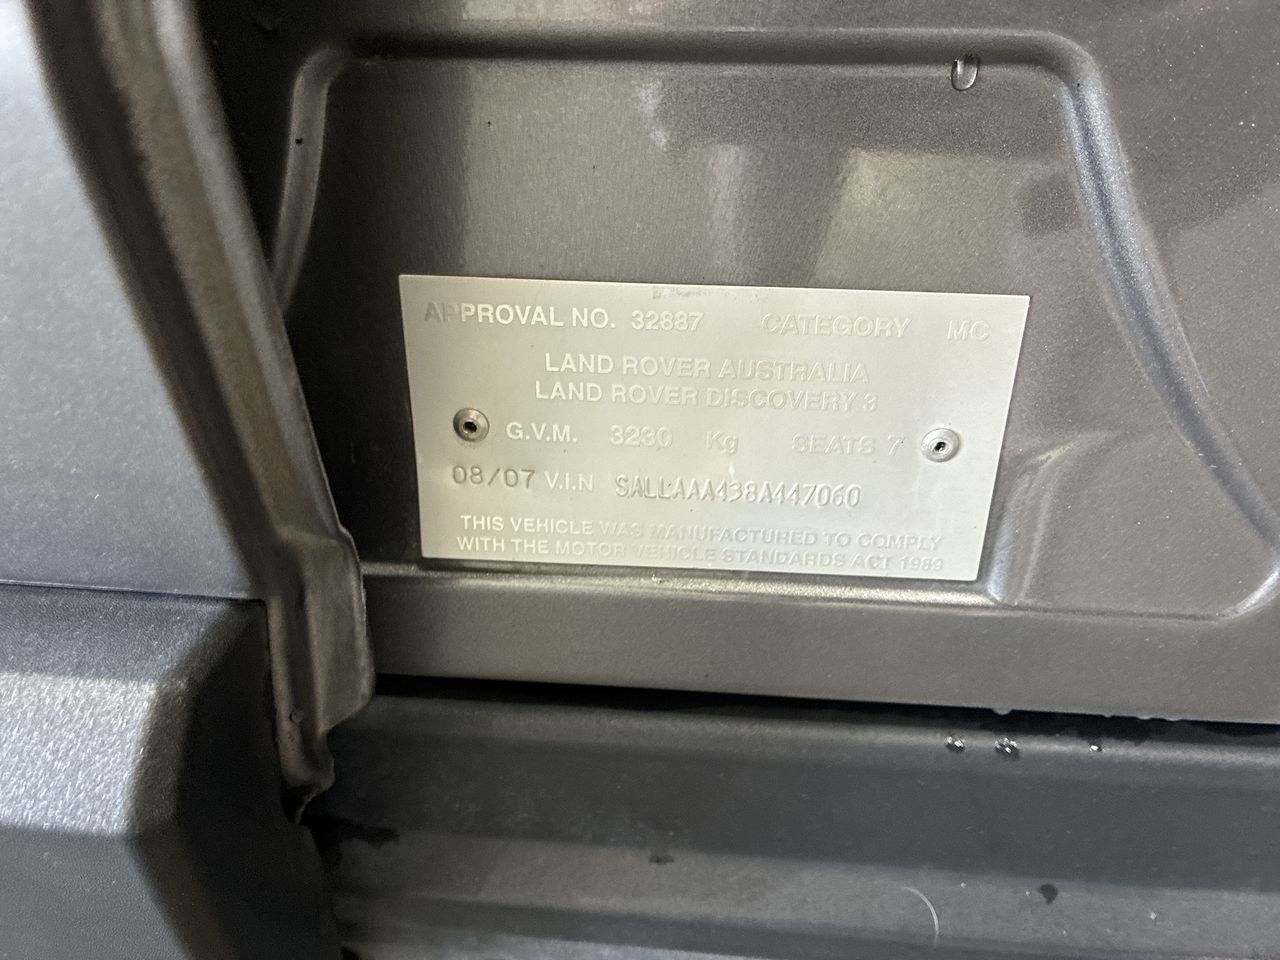 APPROVAL NO. 32887 CATEGORY MC
LAND ROVER AUSTRALIA
LAND ROVER DISCOVERY 3
G.V.M. 3230 Kg SEATS 7
08/07 V.I.N SALLAAA438A447060
THIS VEHICLE WAS MANUFACTURED TO COMPLY
WITH THE MOTOR VEHICLE STANDARDS ACT 1989